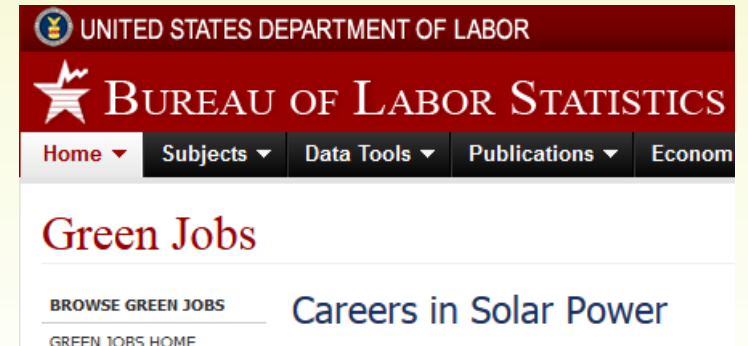 UNITED STATES DEPARTMENT OF LABOR
BUREAU OF LABOR STATISTICS
Home Subjects Data Tools Publications Econom
Green Jobs
BROWSE GREEN JOBS
Careers in Solar Power
GREEN JOBS HOME